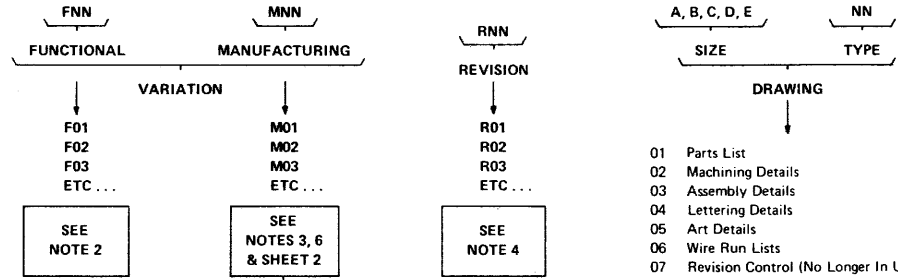 FNN MNN
RNN
A, B, C, D, E NN
FUNCTIONAL MANUFACTURING
REVISION
SIZE TYPE
VARIATION
DRAWING
F01 M01 R01
F02 M02 R02
F03 M03 R03
ETC ... ETC ... ETC ...
SEE
NOTE 2
SEE
NOTES 3, 6
& SHEET 2
SEE
NOTE 4
01 Parts List
02 Machining Details
03 Assembly Details
04 Lettering Details
05 Art Details
06 Wire Run Lists
07 Revision Control (No Longer In